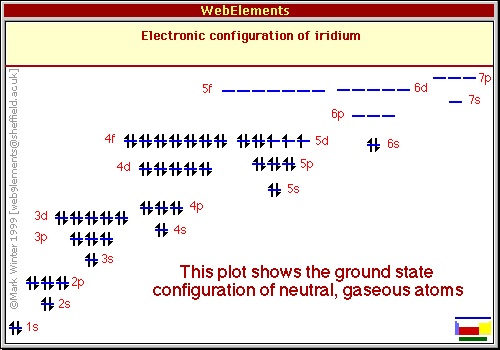 WebElements
Electronic configuration of iridium
7p
5f
6d
7s
6p
4f
5d
6s
4d
5p
5s
3d
4p
3p
4s
3s
2p
2s
1s
This plot shows the ground state
configuration of neutral, gaseous atoms
©Mark Winter 1999 [web9lements@sheffield.ac.uk]